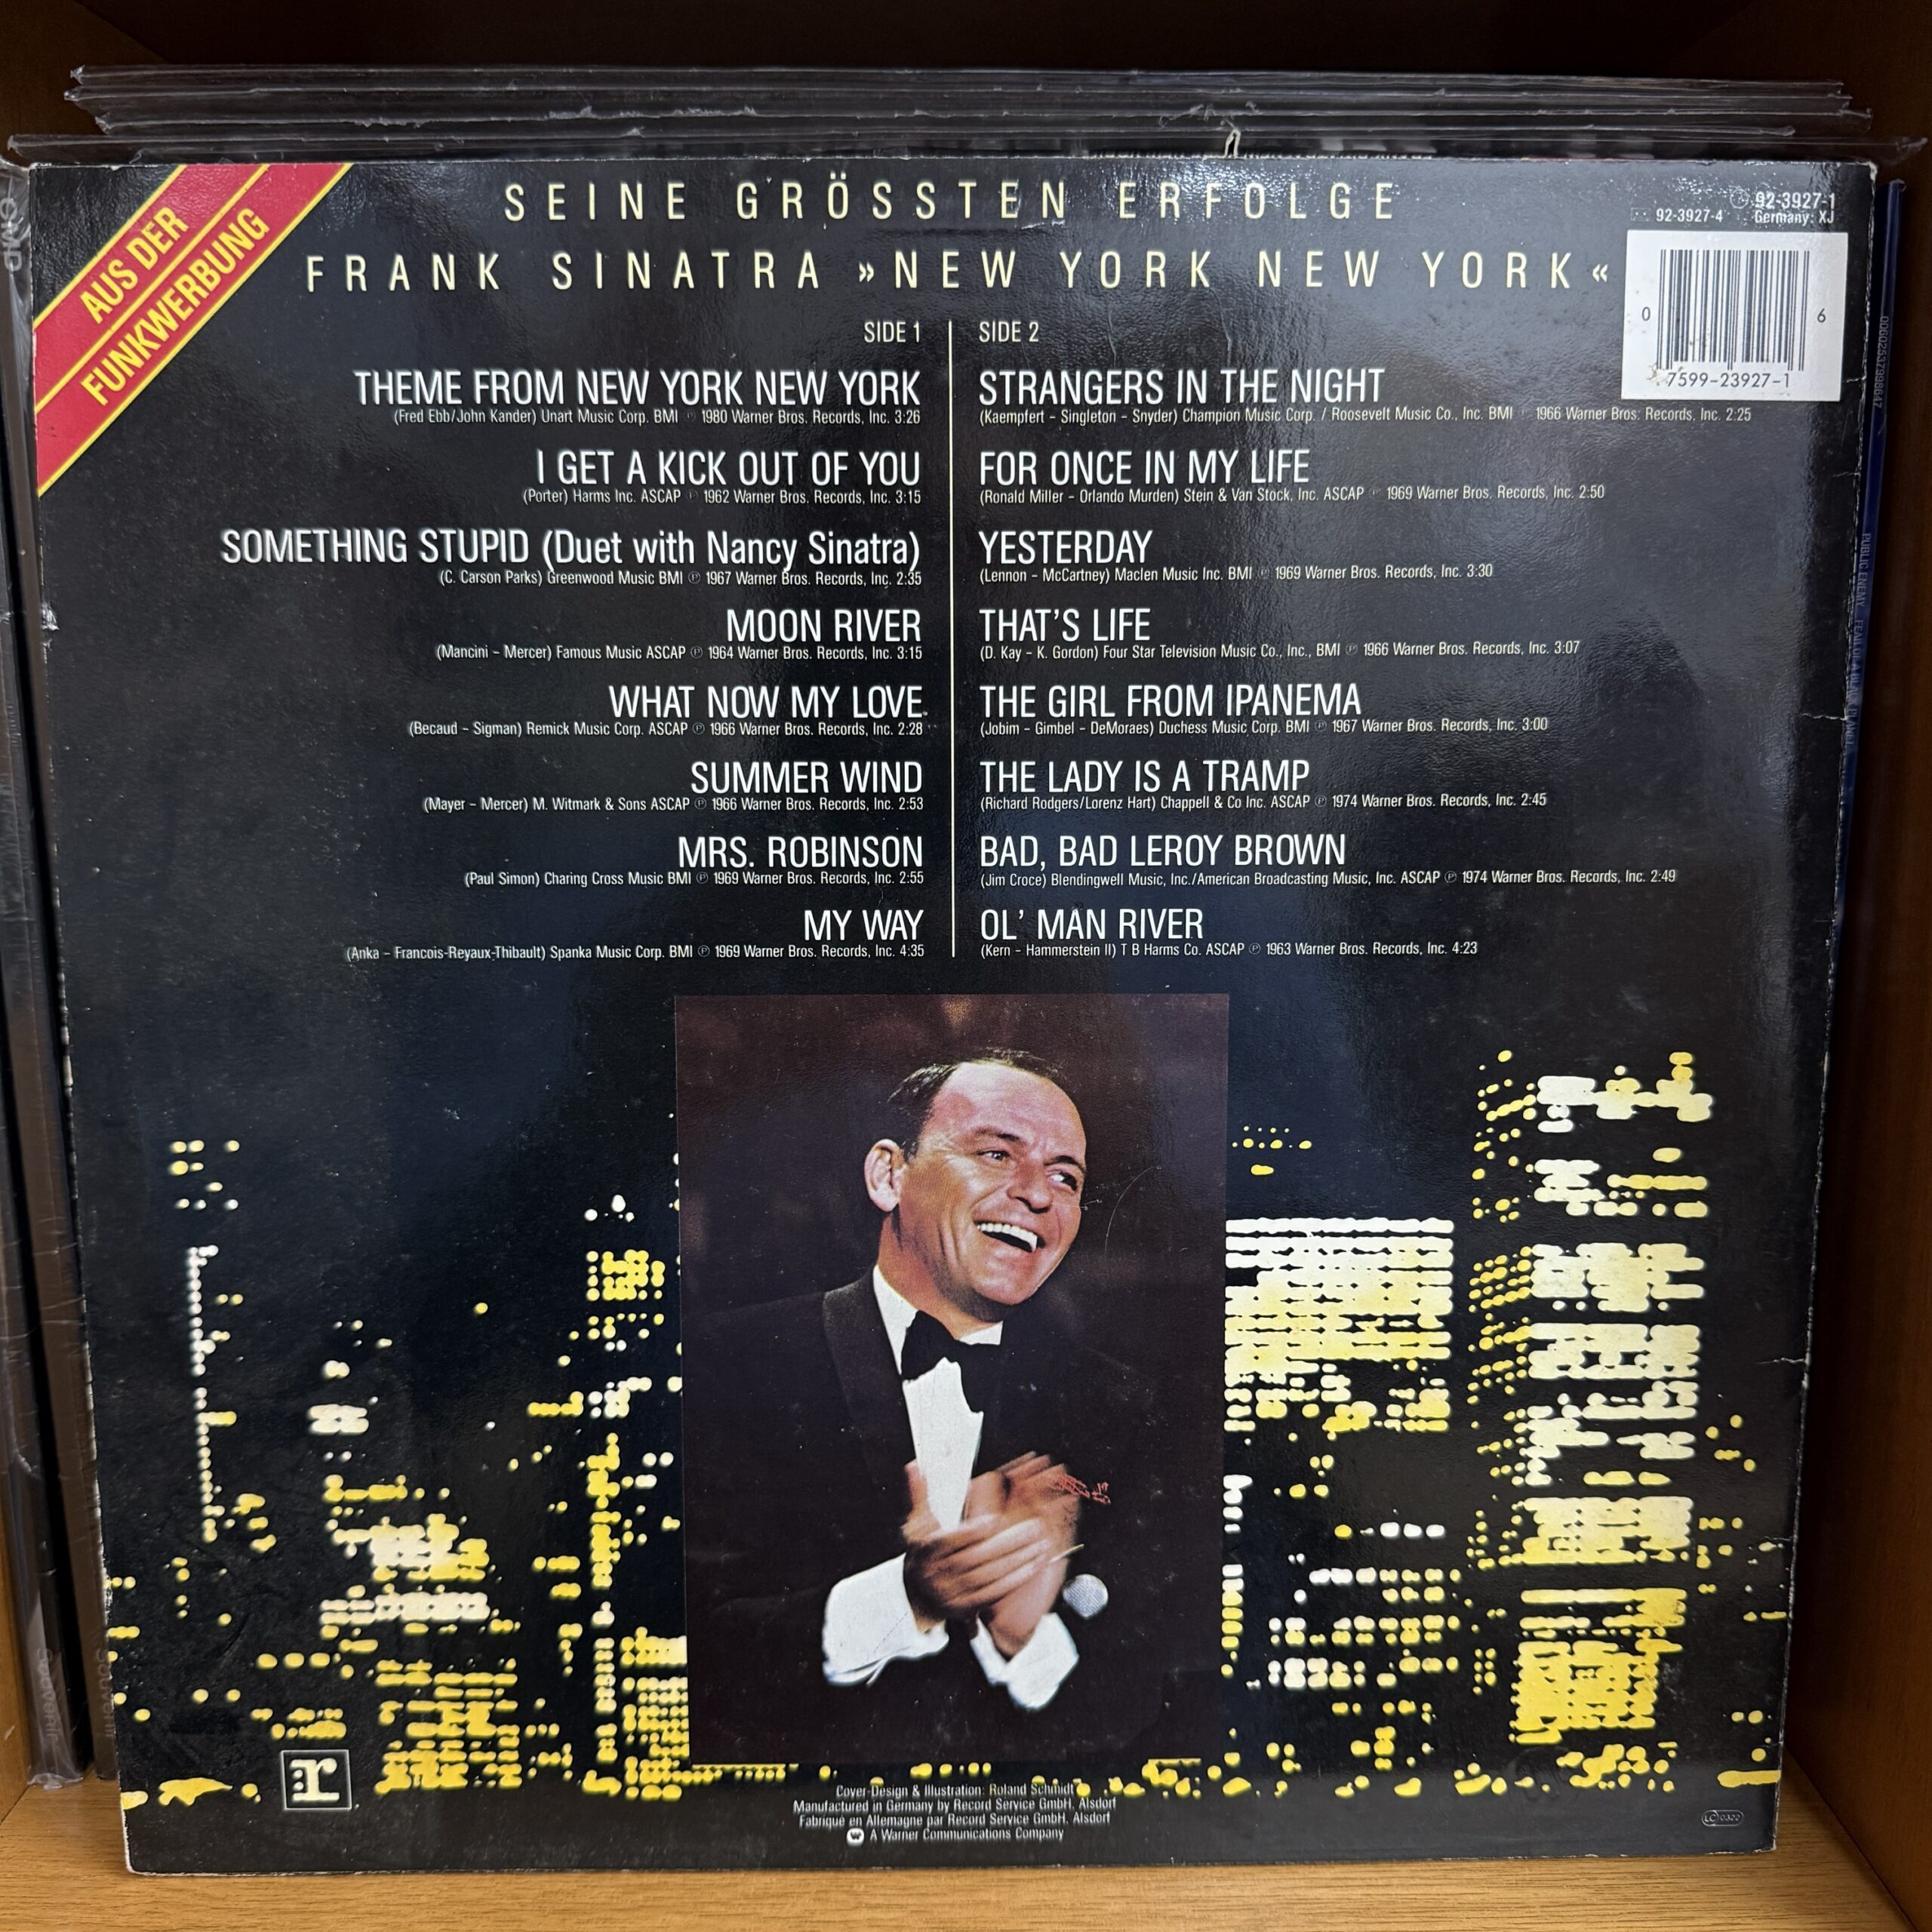 AUS DER
FUNKWERBUNG
SEINE GRÖSSTEN ERFOLGE
FRANK SINATRA »NEW YORK NEW YORK«
℗ 92-3927-1
92-3927-4 Germany: XJ
0 6
7599-23927-1
SIDE 1
THEME FROM NEW YORK NEW YORK
(Fred Ebb/John Kander) Unart Music Corp. BMI ℗ 1980 Warner Bros. Records, Inc. 3:26
I GET A KICK OUT OF YOU
(Porter) Harms Inc. ASCAP ℗ 1962 Warner Bros. Records, Inc. 3:15
SOMETHING STUPID (Duet with Nancy Sinatra)
(C. Carson Parks) Greenwood Music BMI ℗ 1967 Warner Bros. Records, Inc. 2:35
MOON RIVER
(Mancini – Mercer) Famous Music ASCAP ℗ 1964 Warner Bros. Records, Inc. 3:15
WHAT NOW MY LOVE
(Becaud – Sigman) Remick Music Corp. ASCAP ℗ 1966 Warner Bros. Records, Inc. 2:28
SUMMER WIND
(Mayer – Mercer) M. Witmark & Sons ASCAP ℗ 1966 Warner Bros. Records, Inc. 2:53
MRS. ROBINSON
(Paul Simon) Charing Cross Music BMI ℗ 1969 Warner Bros. Records, Inc. 2:55
MY WAY
(Anka – Francois-Reyaux-Thibault) Spanka Music Corp. BMI ℗ 1969 Warner Bros. Records, Inc. 4:35
SIDE 2
STRANGERS IN THE NIGHT
(Kaempfert – Singleton – Snyder) Champion Music Corp. / Roosevelt Music Co., Inc. BMI ℗ 1966 Warner Bros. Records, Inc. 2:25
FOR ONCE IN MY LIFE
(Ronald Miller – Orlando Murden) Stein & Van Stock, Inc. ASCAP ℗ 1969 Warner Bros. Records, Inc. 2:50
YESTERDAY
(Lennon – McCartney) Maclen Music Inc. BMI ℗ 1969 Warner Bros. Records, Inc. 3:30
THAT'S LIFE
(D. Kay – K. Gordon) Four Star Television Music Co., Inc., BMI ℗ 1966 Warner Bros. Records, Inc. 3:07
THE GIRL FROM IPANEMA
(Jobim – Gimbel – DeMoraes) Duchess Music Corp. BMI ℗ 1967 Warner Bros. Records, Inc. 3:00
THE LADY IS A TRAMP
(Richard Rodgers/Lorenz Hart) Chappell & Co Inc. ASCAP ℗ 1974 Warner Bros. Records, Inc. 2:45
BAD, BAD LEROY BROWN
(Jim Croce) Blendingwell Music, Inc./American Broadcasting Music, Inc. ASCAP ℗ 1974 Warner Bros. Records, Inc. 2:49
OL' MAN RIVER
(Kern – Hammerstein II) T B Harms Co. ASCAP ℗ 1963 Warner Bros. Records, Inc. 4:23
r
Cover-Design & Illustration: Roland Schmidt
Manufactured in Germany by Record Service GmbH, Alsdorf
Fabriqué en Allemagne par Record Service GmbH, Alsdorf
A Warner Communications Company
LC 0322
PUBLIC ENEMY